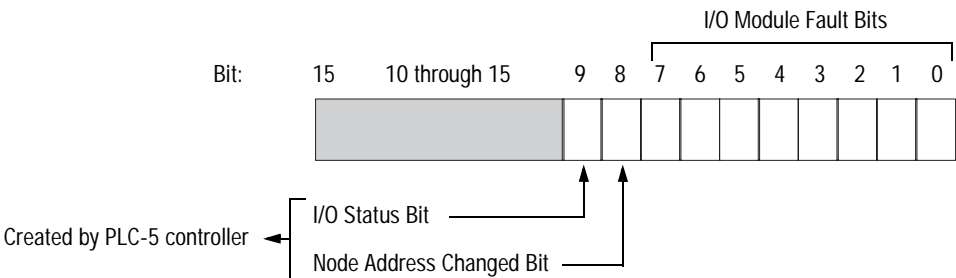 I/O Module Fault Bits
Bit: 15 10 through 15 9 8 7 6 5 4 3 2 1 0
I/O Status Bit
Created by PLC-5 controller
Node Address Changed Bit